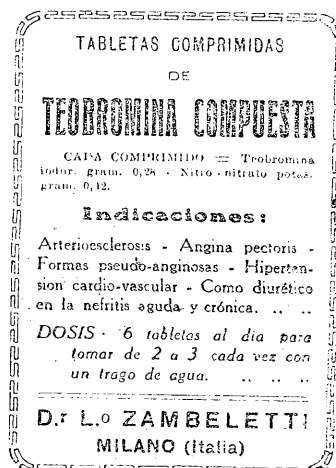 TABLETAS COMPRIMIDAS
DE
TEOBROMINA COMPUESTA
CAPA COMPRIMIDO = Teobromina
iodur. gram. 0,28 - Nitro-nitrato potas.
gram. 0,12.
Indicaciones:
Arterioesclerosis - Angina pectoris -
Formas pseudo-anginosas - Hiperten-
sion cardio-vascular - Como diurético
en la nefritis aguda y crónica. .. ..
DOSIS - 6 tabletas al dia para
tomar de 2 a 3 cada vez con
un trago de agua. .. .. ..
D.r L.o ZAMBELETTI
MILANO (Italia)